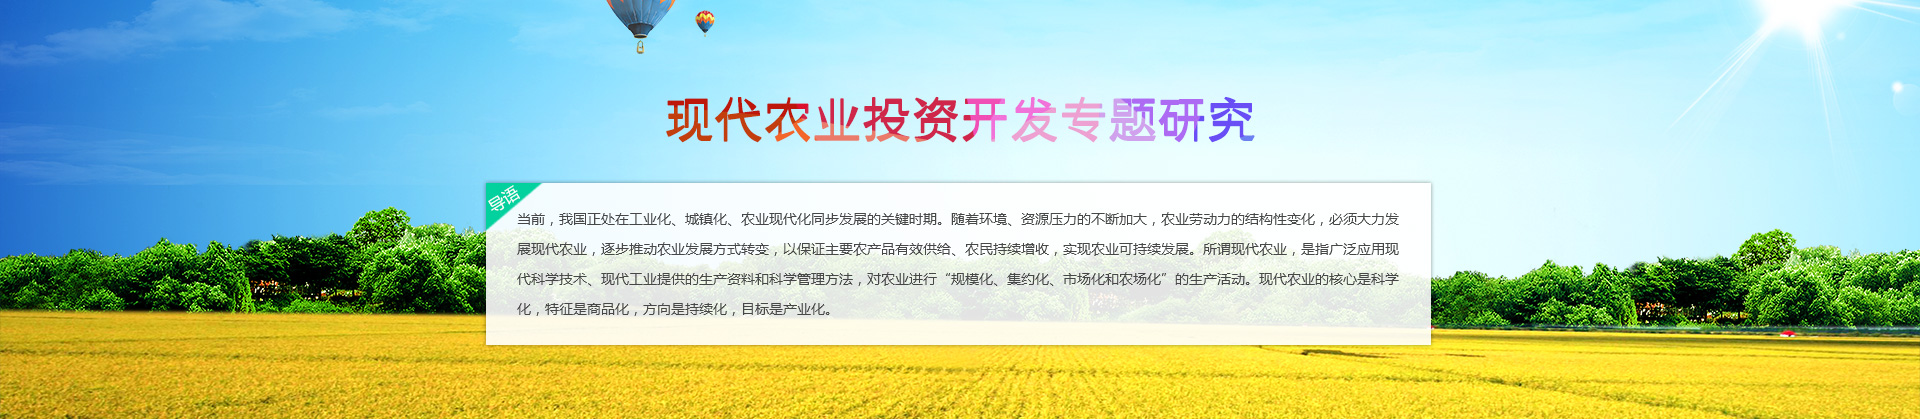 现代农业投资开发专题研究
导语
当前，我国正处在工业化、城镇化、农业现代化同步发展的关键时期。随着环境、资源压力的不断加大，农业劳动力的结构性变化，必须大力发
展现代农业，逐步推动农业发展方式转变，以保证主要农产品有效供给、农民持续增收，实现农业可持续发展。所谓现代农业，是指广泛应用现
代科学技术、现代工业提供的生产资料和科学管理方法，对农业进行“规模化、集约化、市场化和农场化”的生产活动。现代农业的核心是科学
化，特征是商品化，方向是持续化，目标是产业化。